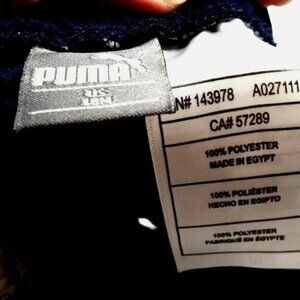 PUMA
18M
N# 143978 A027111
CA# 57289
100% POLYESTER
MADE IN EGYPT
100% POLIÉSTER
HECHO EN EGIPTO
100% POLYESTER
FABRIQUÉ EN ÉGYPTE